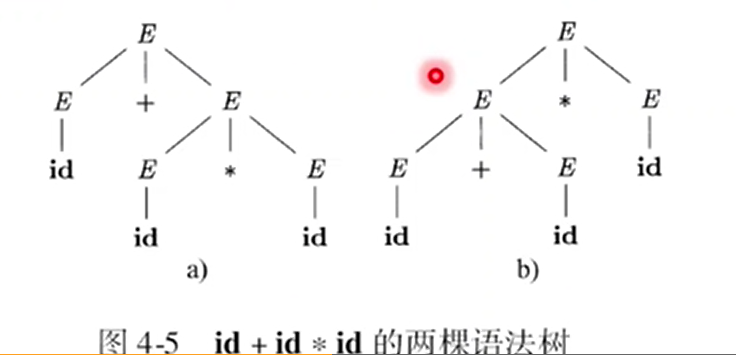 E E
E + E E * E
id E * E E + E id
id id id id
a) b)
图 4-5 id + id * id 的两棵语法树